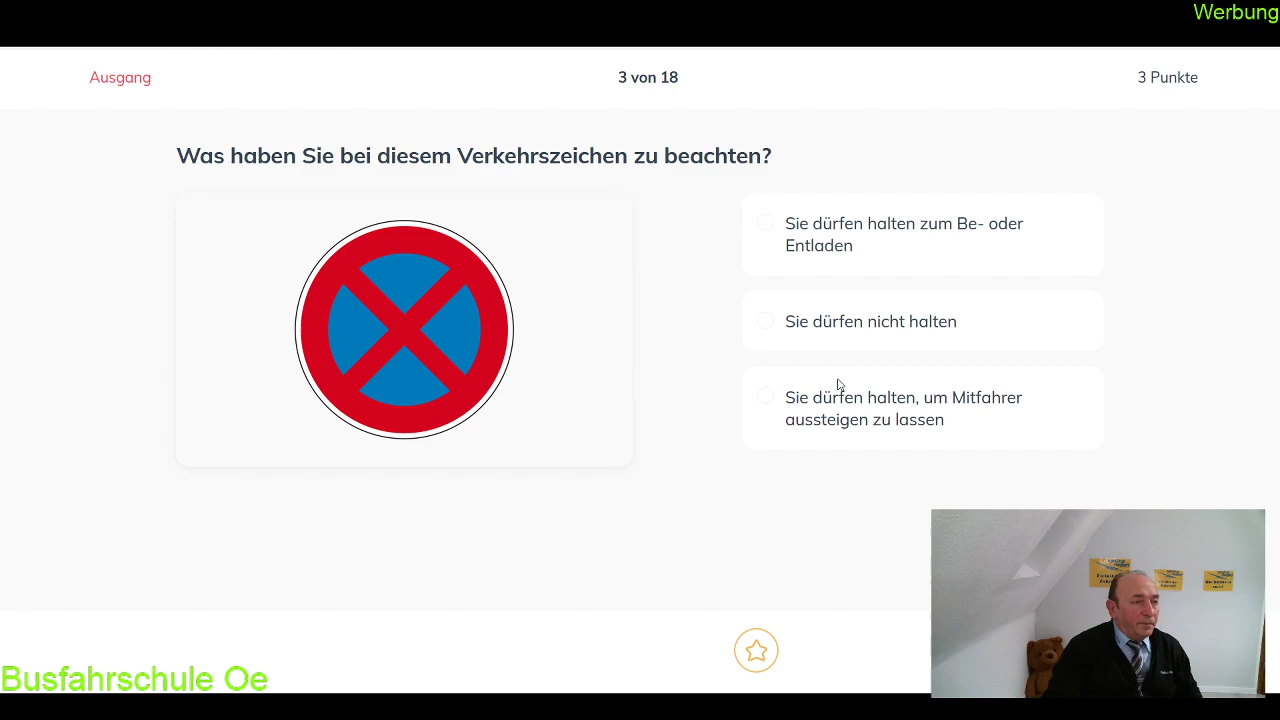 Werbung
Ausgang
3 von 18
3 Punkte
Was haben Sie bei diesem Verkehrszeichen zu beachten?
Sie dürfen halten zum Be- oder
Entladen
Sie dürfen nicht halten
Sie dürfen halten, um Mitfahrer
aussteigen zu lassen
Busfahrschule Oe